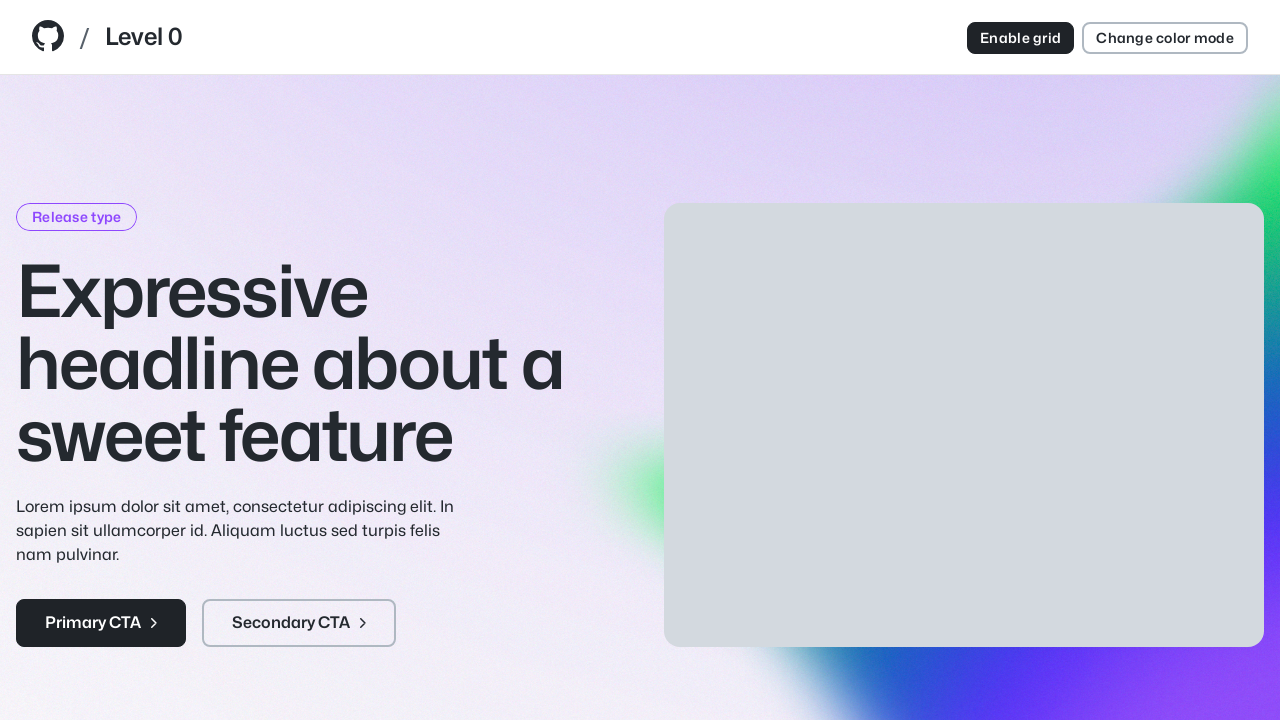 / Level 0
Enable grid
Change color mode
Release type
Expressive
headline about a
sweet feature
Lorem ipsum dolor sit amet, consectetur adipiscing elit. In
sapien sit ullamcorper id. Aliquam luctus sed turpis felis
nam pulvinar.
Primary CTA
Secondary CTA